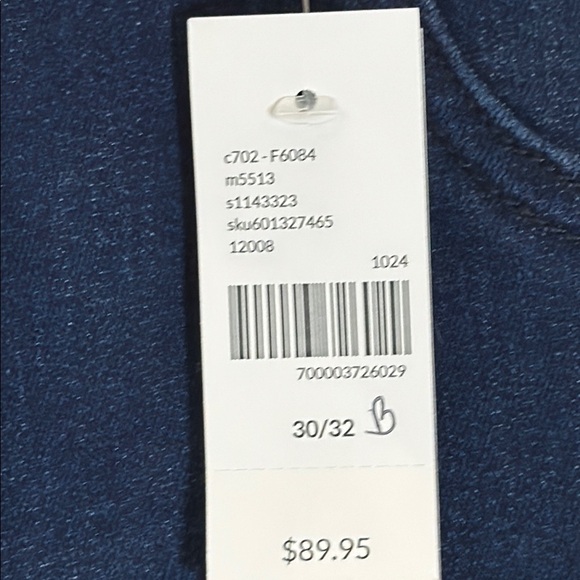 c702 - F6084
m5513
s1143323
sku601327465
12008
1024
700003726029
30/32 B
$89.95